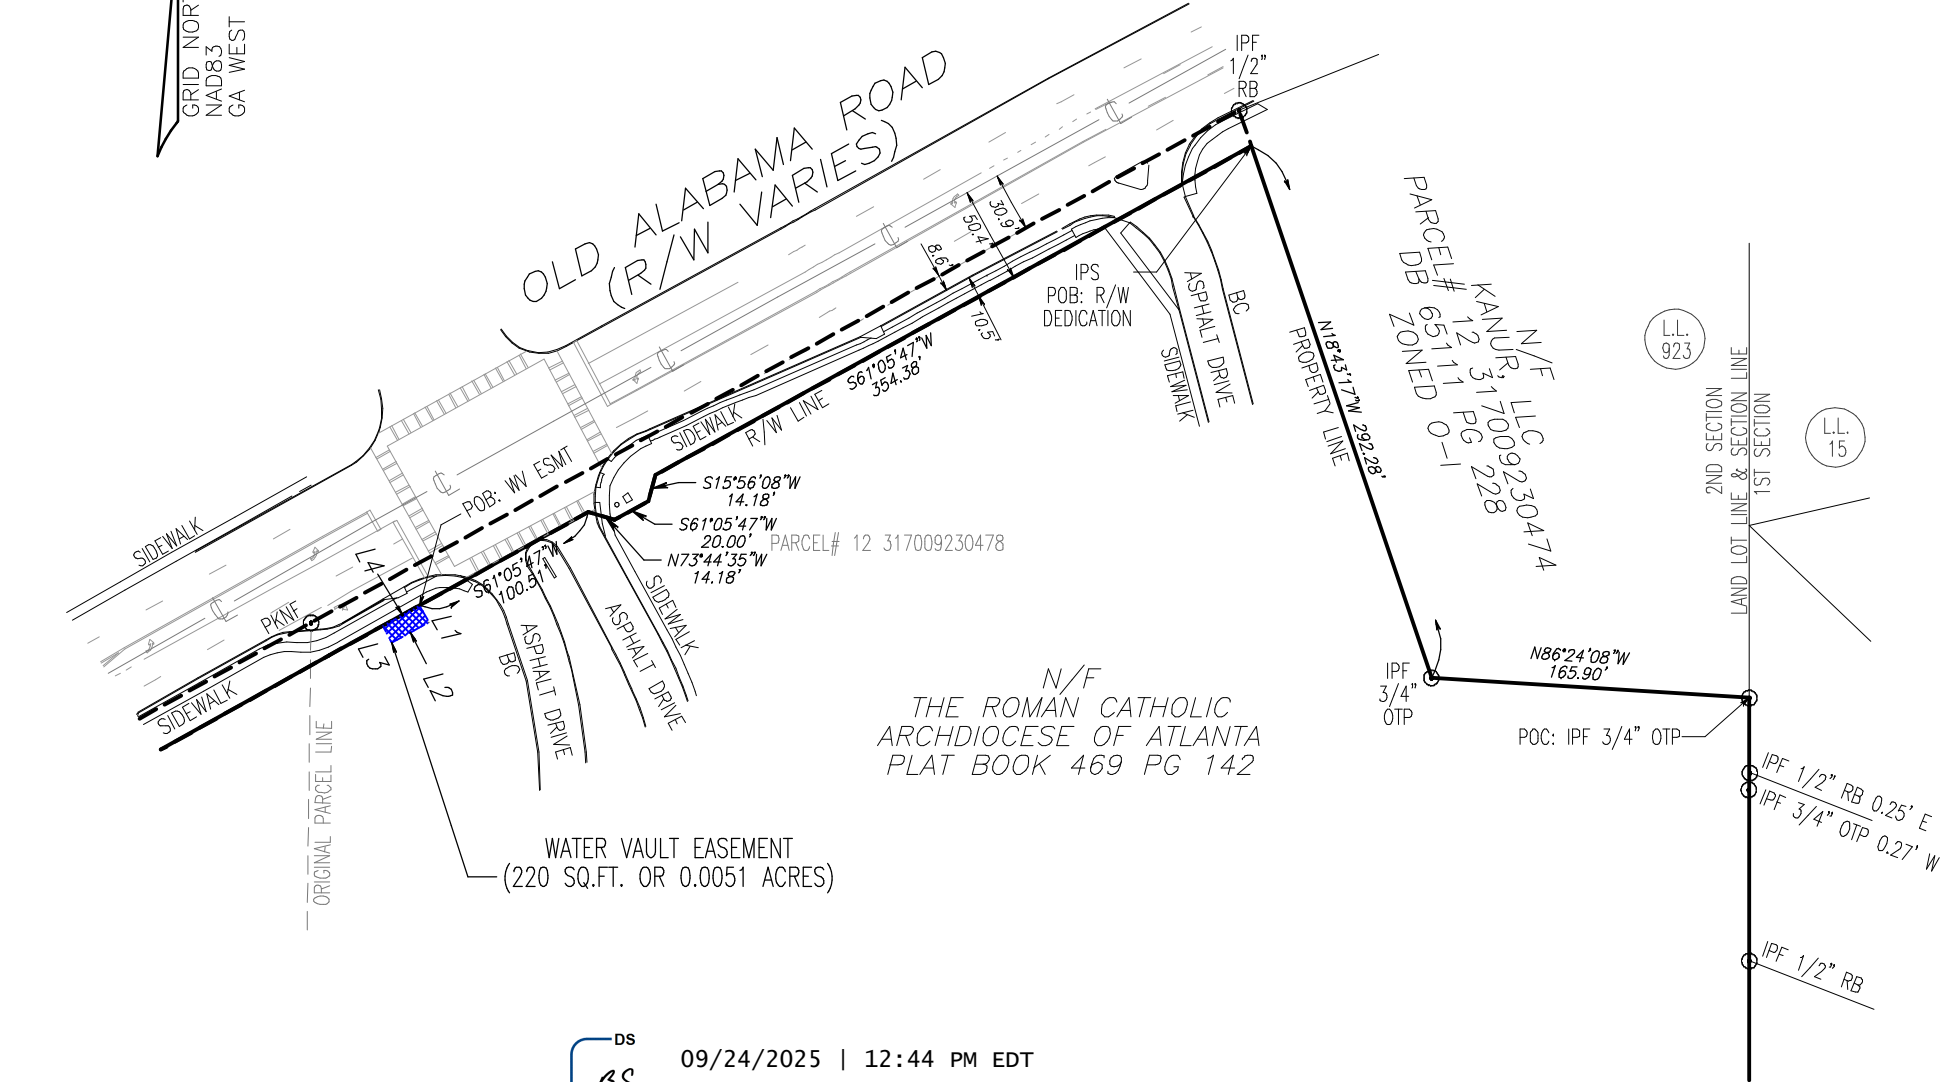 GRID NOR
NAD83
GA WEST
OLD ALABAMA ROAD
(R/W VARIES)
IPF
1/2"
RB
30.9'
50.4'
8.6'
10.5'
IPS
POB: R/W
DEDICATION
BC
ASPHALT DRIVE
SIDEWALK
S61°05'47"W
354.38'
R/W LINE
SIDEWALK
N18°43'17"W 292.28'
PROPERTY LINE
N/F
KANUR, LLC
PARCEL# 12 317009230474
DB 65111 PG 228
ZONED O-I
L.L.
923
L.L.
15
2ND SECTION
LAND LOT LINE & SECTION LINE
1ST SECTION
SIDEWALK
POB: WV ESMT
S15°56'08"W
14.18'
S61°05'47"W
20.00'
N73°44'35"W
14.18'
PARCEL# 12 317009230478
S61°05'47"W
100.51'
L4
PKNF
L1
L3
L2
SIDEWALK
BC
ASPHALT DRIVE
ASPHALT DRIVE
SIDEWALK
ORIGINAL PARCEL LINE
N/F
THE ROMAN CATHOLIC
ARCHDIOCESE OF ATLANTA
PLAT BOOK 469 PG 142
IPF
3/4"
OTP
N86°24'08"W
165.90'
POC: IPF 3/4" OTP
IPF 1/2" RB 0.25' E
IPF 3/4" OTP 0.27' W
IPF 1/2" RB
WATER VAULT EASEMENT
(220 SQ.FT. OR 0.0051 ACRES)
DS
09/24/2025 | 12:44 PM EDT